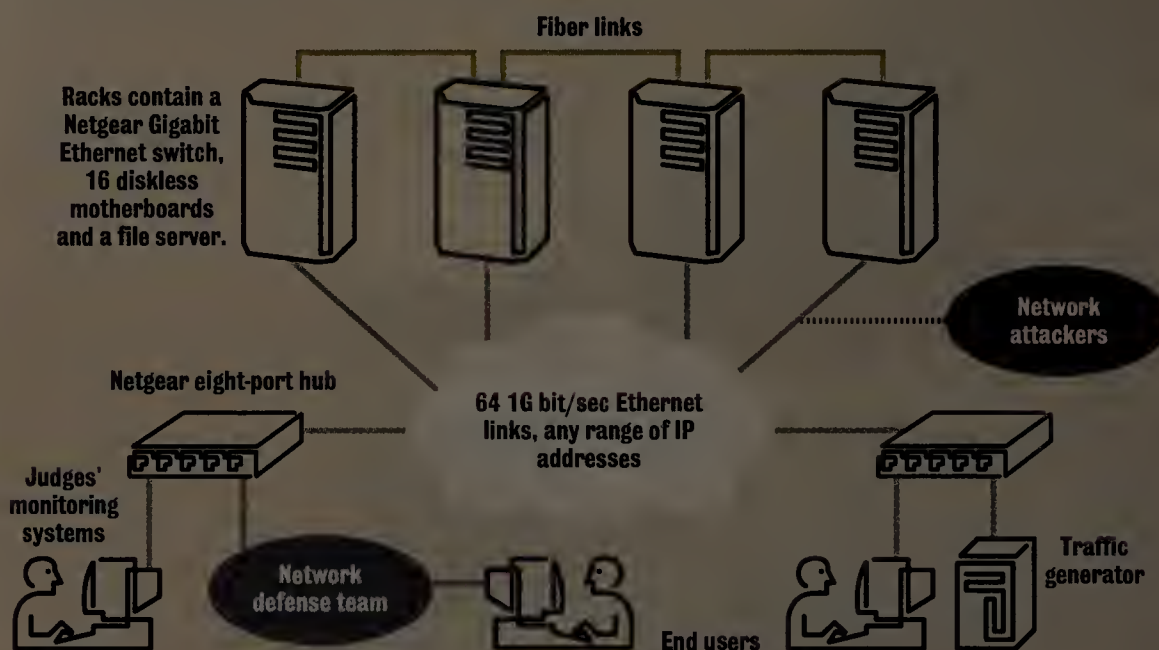 Fiber links
Racks contain a
Netgear Gigabit
Ethernet switch,
16 diskless
motherboards
and a file server.
Network
attackers
Netgear eight-port hub
64 1G bit/sec Ethernet
links, any range of IP
addresses
Judges'
monitoring
systems
Network
defense team
Traffic
generator
End users